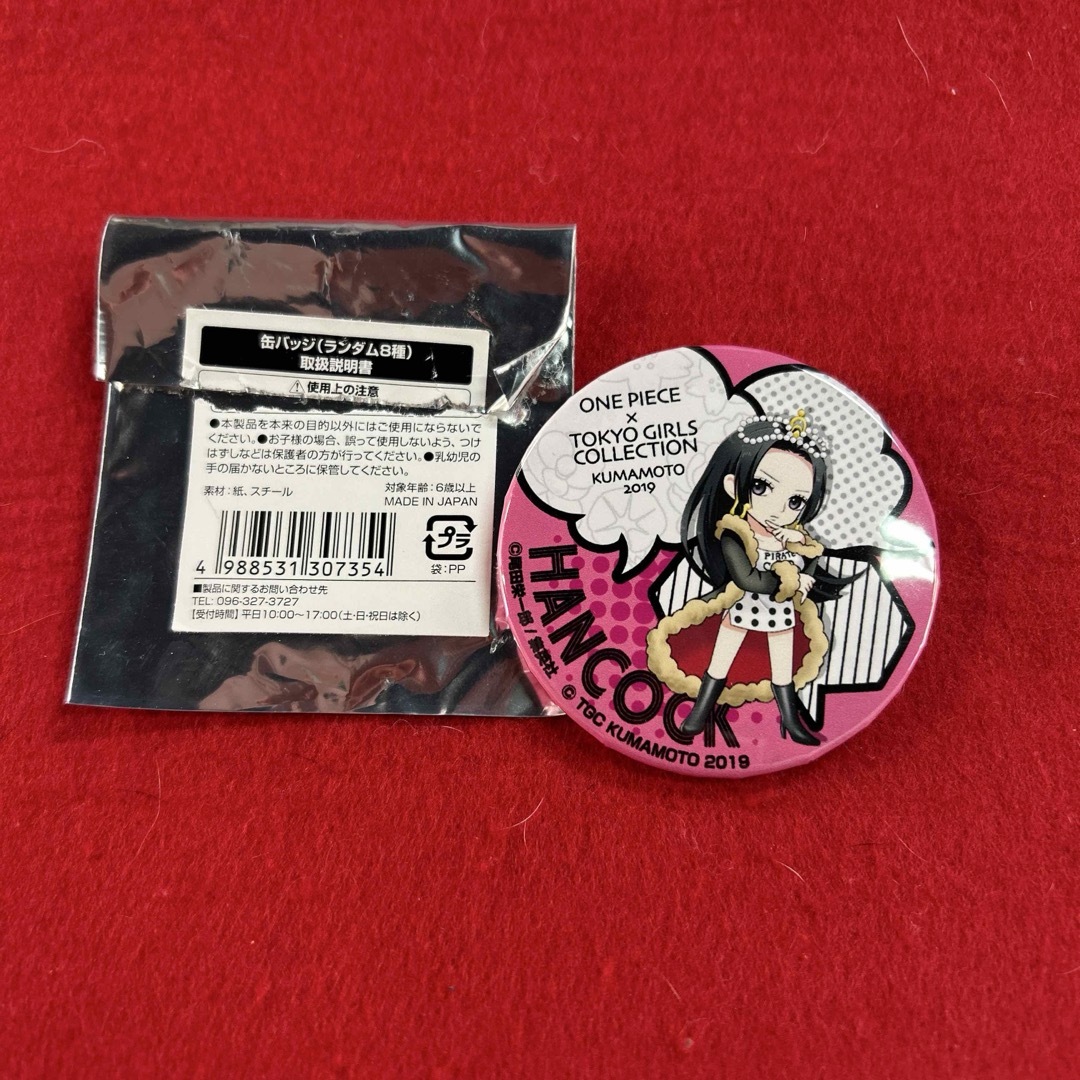 缶バッジ(ランダム8種)
取扱説明書
使用上の注意
●本製品を本来の目的以外にはご使用にならないで
ください。●お子様の場合、誤って使用しないよう、つけ
はずしなどは保護者の方が行ってください。●乳幼児の
手の届かないところに保管してください。
素材:紙、スチール
対象年齢:6歳以上
MADE IN JAPAN
4 988531 307354
プラ
袋:PP
■製品に関するお問い合わせ先
TEL: 096-327-3727
【受付時間】平日10:00〜17:00(土・日・祝日は除く)
ONE PIECE
×
TOKYO GIRLS
COLLECTION
KUMAMOTO
2019
PIRATE
HANCOCK
©尾田栄一郎/集英社
© TGC KUMAMOTO 2019